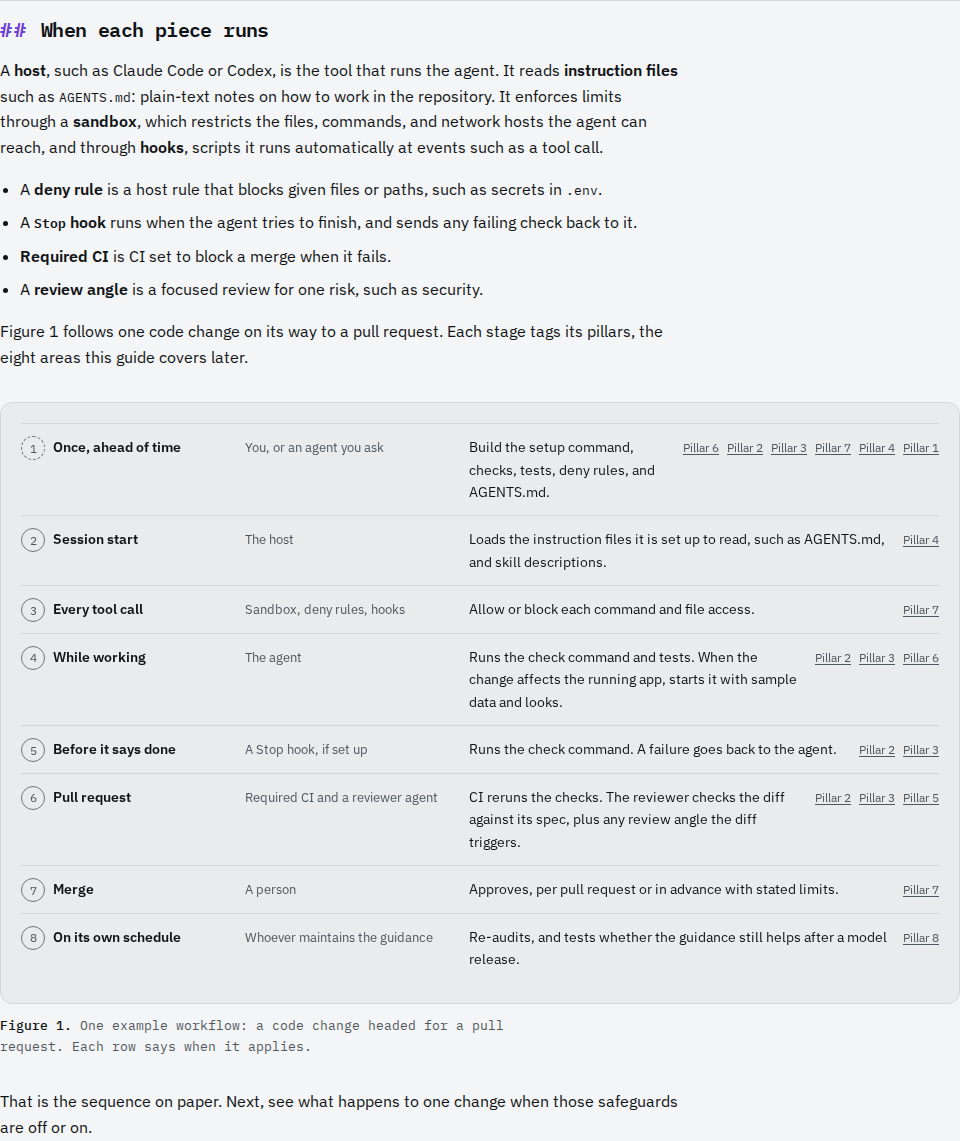 ## When each piece runs
A host, such as Claude Code or Codex, is the tool that runs the agent. It reads instruction files
such as AGENTS.md: plain-text notes on how to work in the repository. It enforces limits
through a sandbox, which restricts the files, commands, and network hosts the agent can
reach, and through hooks, scripts it runs automatically at events such as a tool call.
• A deny rule is a host rule that blocks given files or paths, such as secrets in .env.
• A Stop hook runs when the agent tries to finish, and sends any failing check back to it.
• Required CI is CI set to block a merge when it fails.
• A review angle is a focused review for one risk, such as security.
Figure 1 follows one code change on its way to a pull request. Each stage tags its pillars, the
eight areas this guide covers later.
1 Once, ahead of time You, or an agent you ask Build the setup command, Pillar 6 Pillar 2 Pillar 3 Pillar 7 Pillar 4 Pillar 1
checks, tests, deny rules, and
AGENTS.md.
2 Session start The host Loads the instruction files it is set up to read, such as AGENTS.md, Pillar 4
and skill descriptions.
3 Every tool call Sandbox, deny rules, hooks Allow or block each command and file access. Pillar 7
4 While working The agent Runs the check command and tests. When the Pillar 2 Pillar 3 Pillar 6
change affects the running app, starts it with sample
data and looks.
5 Before it says done A Stop hook, if set up Runs the check command. A failure goes back to the agent. Pillar 2 Pillar 3
6 Pull request Required CI and a reviewer agent CI reruns the checks. The reviewer checks the diff Pillar 2 Pillar 3 Pillar 5
against its spec, plus any review angle the diff
triggers.
7 Merge A person Approves, per pull request or in advance with stated limits. Pillar 7
8 On its own schedule Whoever maintains the guidance Re-audits, and tests whether the guidance still helps after a model Pillar 8
release.
Figure 1. One example workflow: a code change headed for a pull
request. Each row says when it applies.
That is the sequence on paper. Next, see what happens to one change when those safeguards
are off or on.